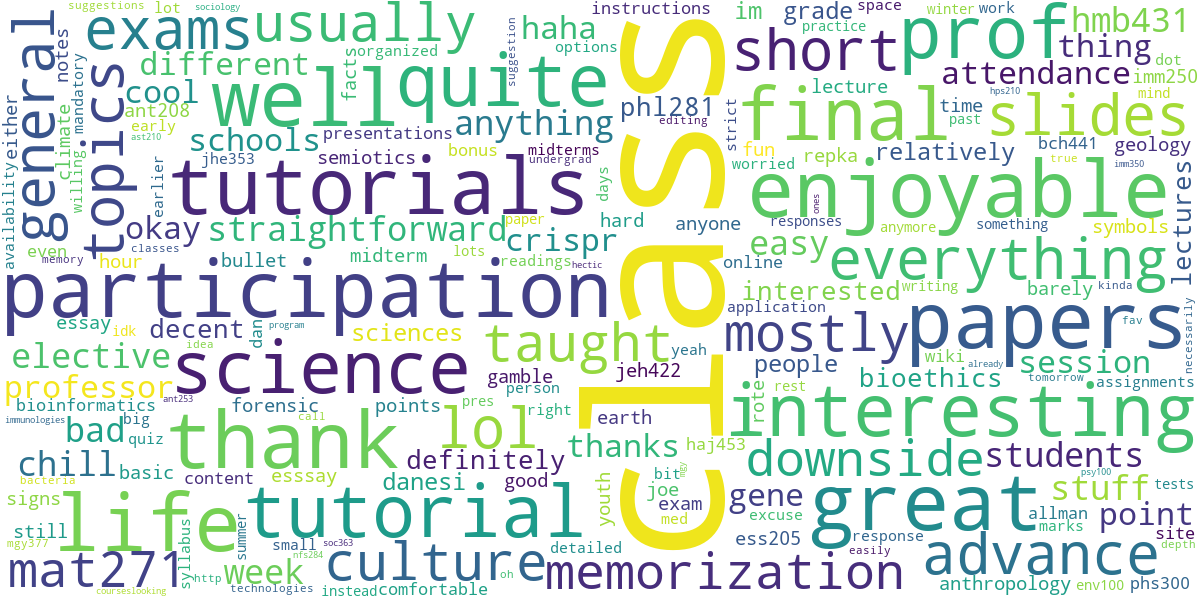 suggestions
lot
sociology
exams
usually
suggestion
haha
instructions
im
grade
space
winter
work
prof
hmb431
general
notes
mandatory
topics
different
facts
organized
options
practice
short
thing
cool
well
quite
class
phl281
lecture
attendance
imm250
dot
either
climate
willing
ant208
early
ast210
schools
presentations
anything
editing
strict
final
time
past
hps210
slides
mind
jhe353
semiotics
bonus
midterms
undergrad
fun
worried
repka
relatively
bch441
geology
true
imm350
availability
earlier
tutorials
days
enjoyable
lectures
okay
straightforward
paper
hard
anyone
responses
ones
anymore
something
symbols
even
memory
classes
hour
bullet
midterm
lots
crispr
readings
hectic
easy
online
everything
participation
interested
writing
barely
kinda
necessarily
application
essay
idk
decent
dan
program
sciences
taught
yeah
mostly
papers
fav
elective
idea
science
gamble
jeh422
people
wiki
session
already
professor
person
bioethics
tomorrow
assignments
bioinformatics
ant253
forensic
points
pres
right
earth
rote
rest
interesting
immunologies
big
bad
quiz
thank
call
lol
thanks
haj453
chill
basic
content
esssay
definitely
danesi
good
bit
mgy
downside
students
psy100
bacteria
signs
life
tutorial
youth
joe
exam
med
gene
excuse
great
stuff
tests
still
allman
marks
point
site
mgy377
syllabus
summer
small
soc363
detailed
ess205
response
easily
advance
depth
mat271
http
week
nfs284
culture
oh
memorization
anthropology
env100
phs300
courseslooking
technologies
instead
comfortable